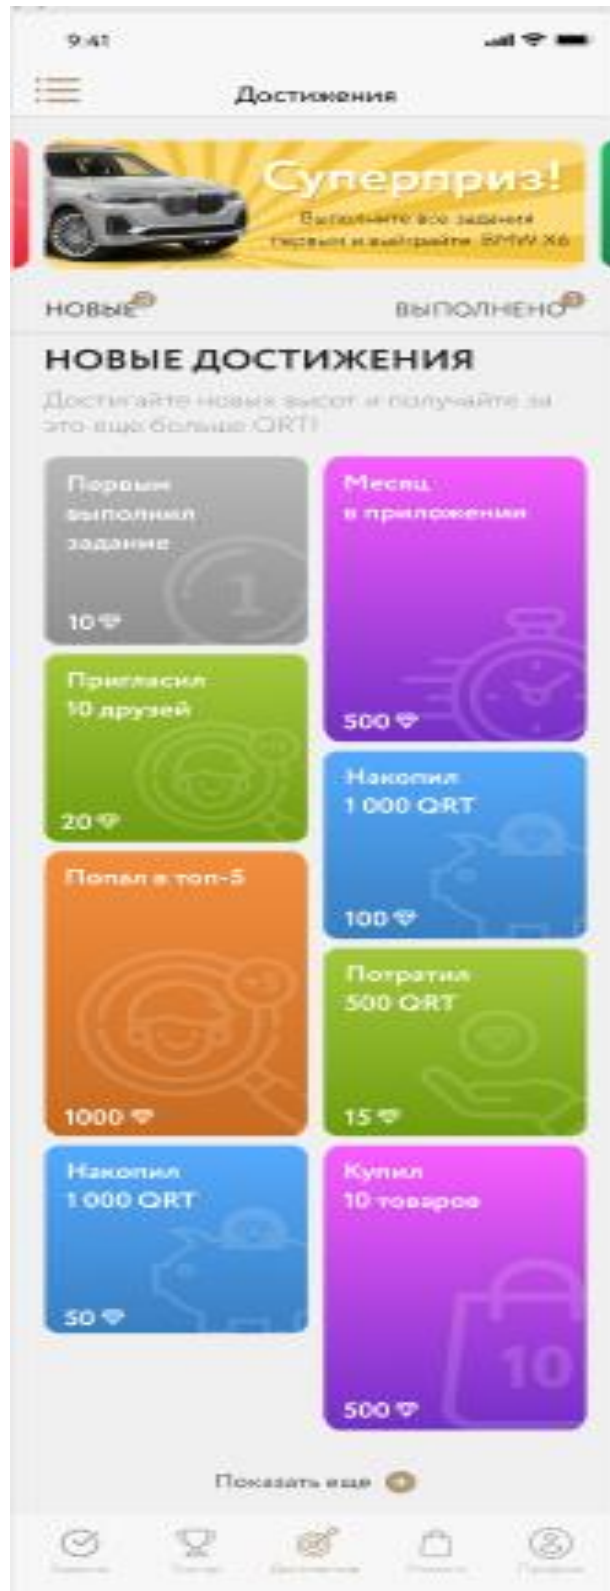 9:41
Достижения
Суперприз!
Выполните все задания
первым и выиграйте BMW X6
НОВЫЕ
ВЫПОЛНЕНО
НОВЫЕ ДОСТИЖЕНИЯ
Достигайте новых высот и получайте за
это еще больше QRT!
Первым
выполнил
задание
10
Месяц
в приложении
500
Пригласил
10 друзей
20
Накопил
1 000 QRT
100
Попал в топ-5
1000
Потратил
500 QRT
15
Накопил
1 000 QRT
50
Купил
10 товаров
10
500
Показать еще